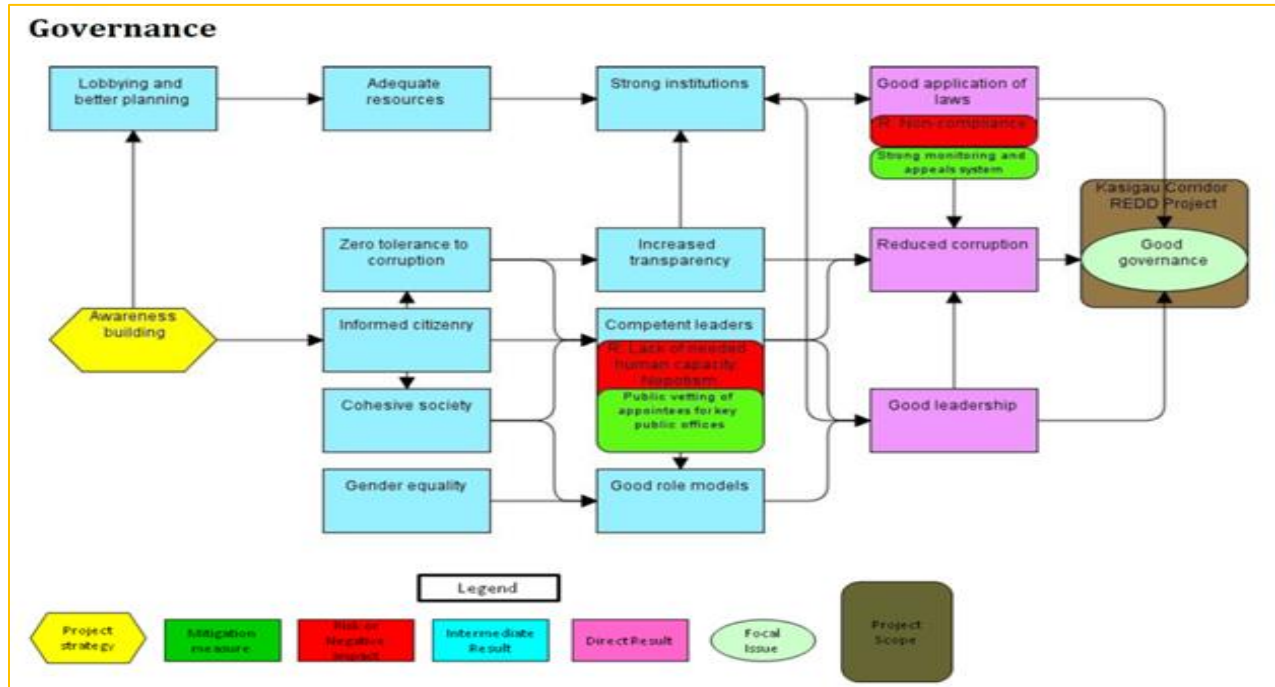 Governance
Lobbying and
better planning
Adequate
resources
Strong institutions
Good application of
laws
R. Non-compliance
Strong monitoring and
appeals system
Kasigau Corridor
REDD Project
Zero tolerance to
corruption
Increased
transparency
Reduced corruption
Good
governance
Awareness
building
Informed citizenry
Competent leaders
R. Lack of needed
human capacity;
Nepotism
Public vetting of
appointees for key
public offices
Cohesive society
Good leadership
Gender equality
Good role models
Legend
Project
strategy
Mitigation
measure
Risk or
Negative
impact
Intermediate
Result
Direct Result
Focal
Issue
Project
Scope